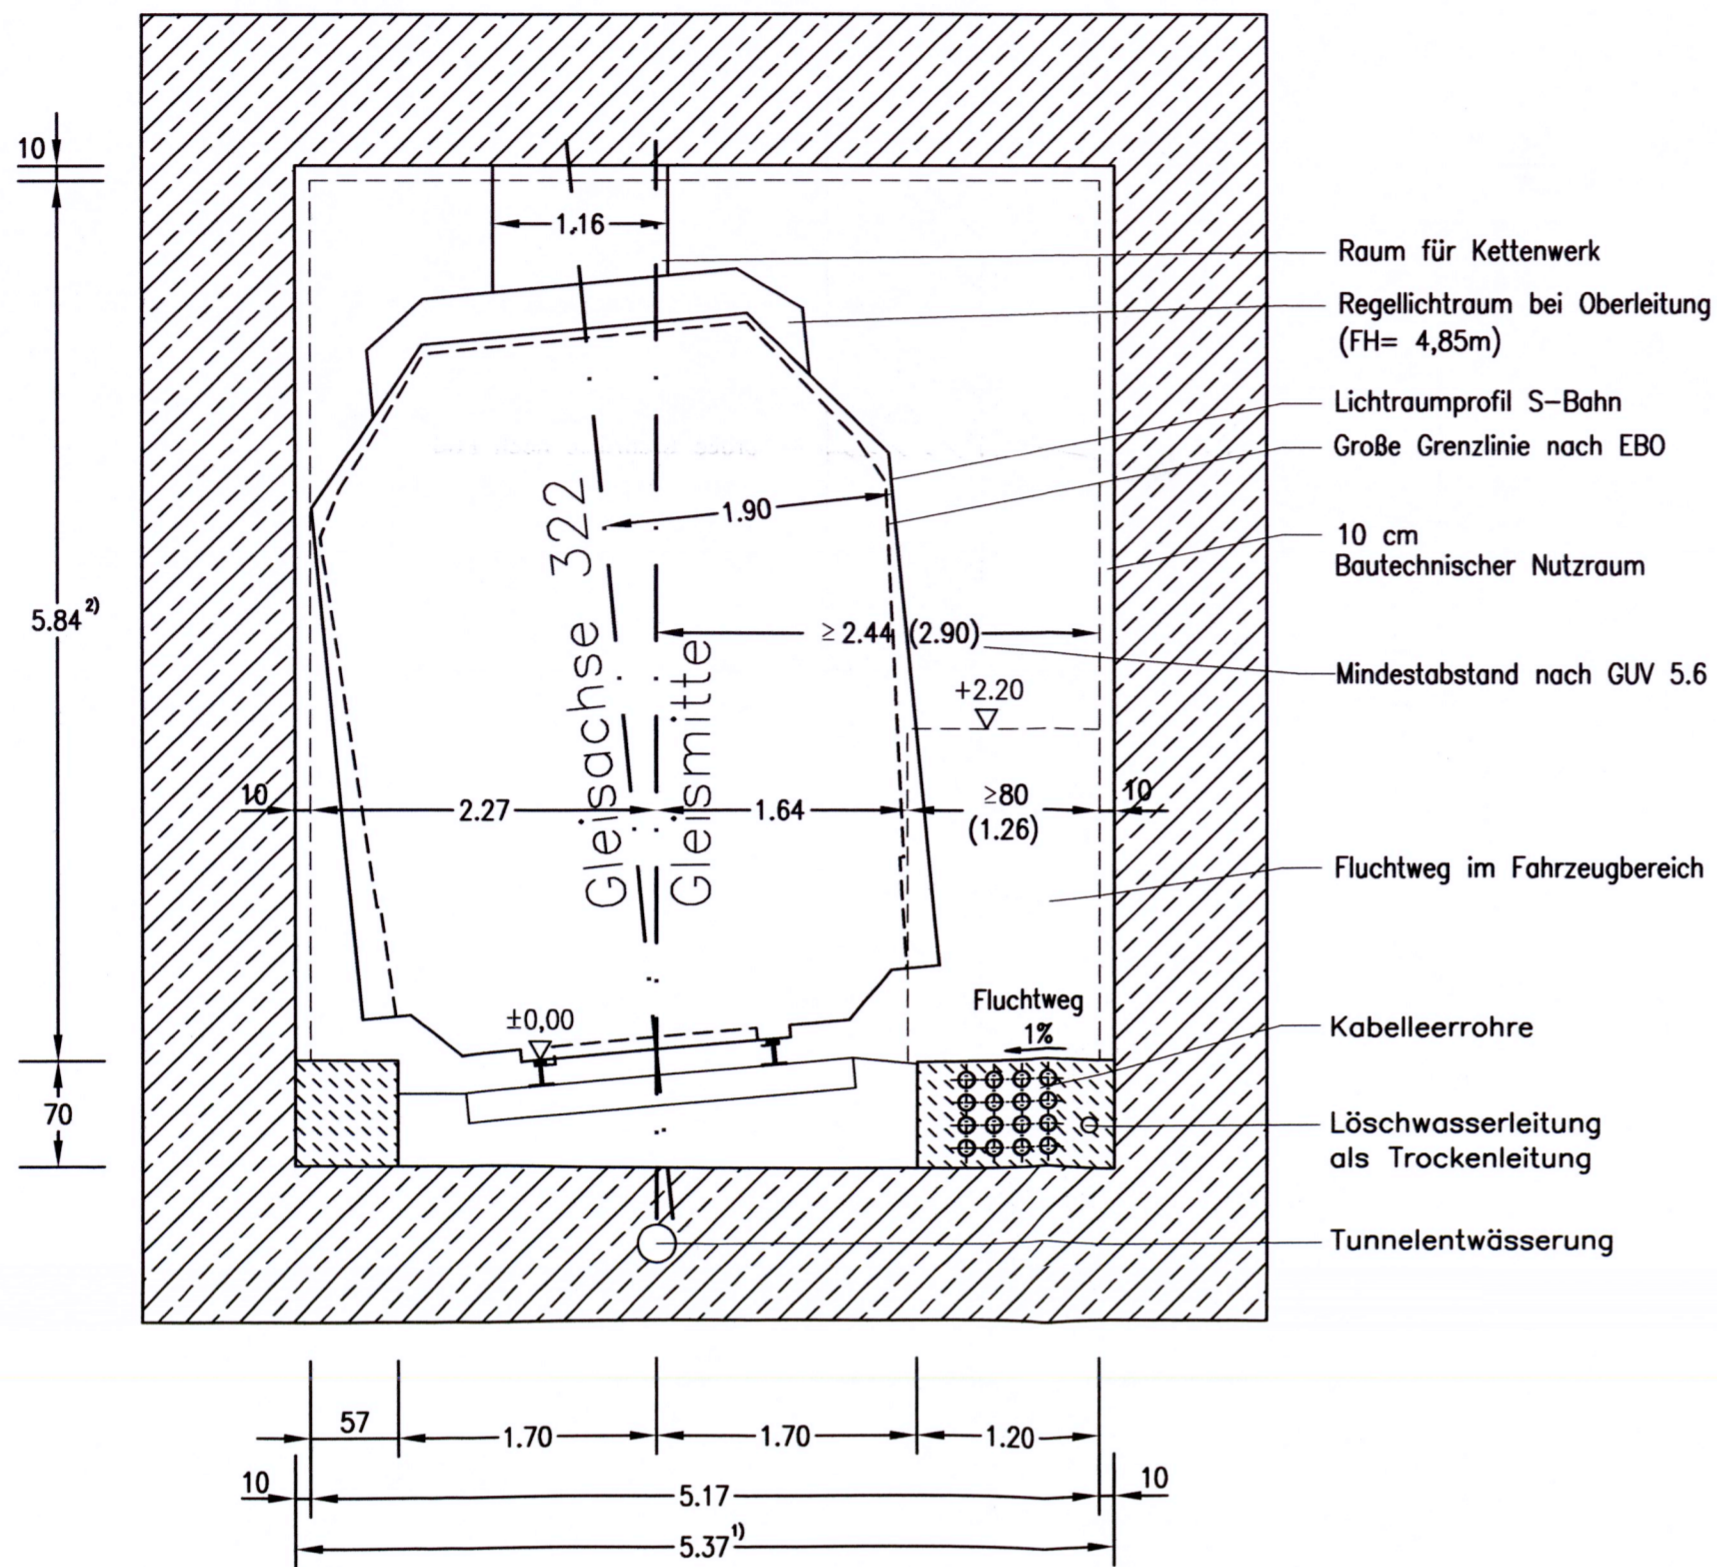 10
1.16
Raum für Kettenwerk
Regellichtraum bei Oberleitung
(FH= 4,85m)
Lichtraumprofil S-Bahn
Große Grenzlinie nach EBO
1.90
10 cm
Bautechnischer Nutzraum
5.84²⁾
≥ 2.44 (2.90)
Mindestabstand nach GUV 5.6
+2.20
Gleisachse 322
Gleismitte
10
2.27
1.64
≥80
(1.26)
10
Fluchtweg im Fahrzeugbereich
Fluchtweg
1%
±0,00
Kabelleerrohre
70
Löschwasserleitung
als Trockenleitung
Tunnelentwässerung
57
1.70
1.70
1.20
10
5.17
10
5.37¹⁾